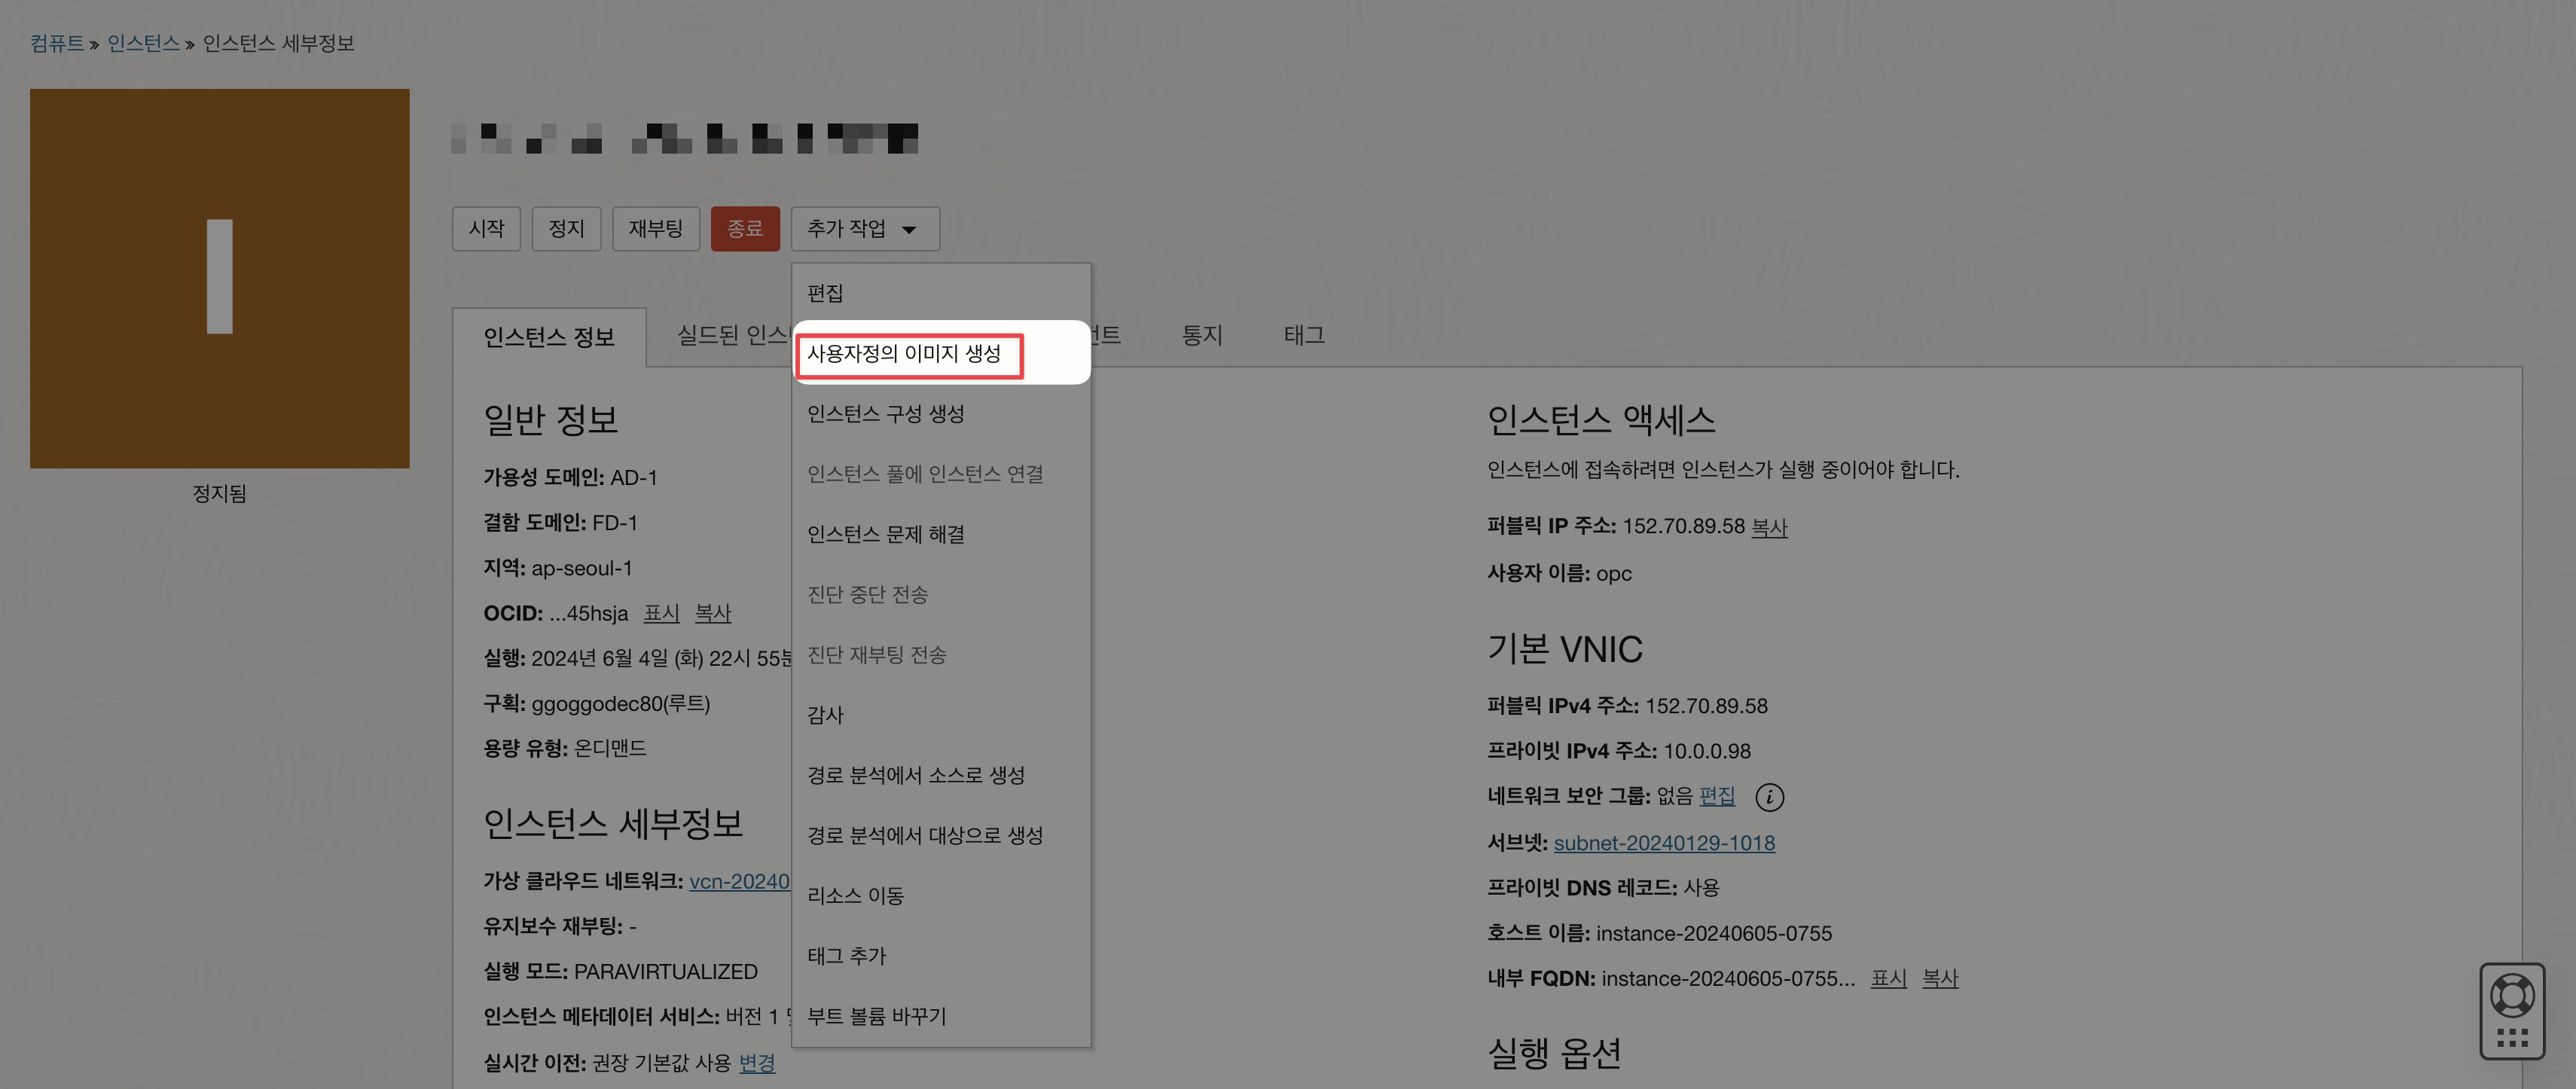 컴퓨트 » 인스턴스 » 인스턴스 세부정보
I
정지됨
시작 정지 재부팅 종료 추가 작업
편집
사용자정의 이미지 생성
인스턴스 구성 생성
인스턴스 풀에 인스턴스 연결
인스턴스 문제 해결
진단 중단 전송
진단 재부팅 전송
감사
경로 분석에서 소스로 생성
경로 분석에서 대상으로 생성
리소스 이동
태그 추가
부트 볼륨 바꾸기
인스턴스 정보 실드된 통지 태그
일반 정보
가용성 도메인: AD-1
결함 도메인: FD-1
지역: ap-seoul-1
OCID: ...45hsja 표시 복사
실행: 2024년 6월 4일 (화) 22시 55분
구획: ggoggodec80(루트)
용량 유형: 온디맨드
인스턴스 세부정보
가상 클라우드 네트워크: vcn-20240
유지보수 재부팅: -
실행 모드: PARAVIRTUALIZED
인스턴스 메타데이터 서비스: 버전 1
실시간 이전: 권장 기본값 사용 변경
인스턴스 액세스
인스턴스에 접속하려면 인스턴스가 실행 중이어야 합니다.
퍼블릭 IP 주소: 152.70.89.58 복사
사용자 이름: opc
기본 VNIC
퍼블릭 IPv4 주소: 152.70.89.58
프라이빗 IPv4 주소: 10.0.0.98
네트워크 보안 그룹: 없음 편집 i
서브넷: subnet-20240129-1018
프라이빗 DNS 레코드: 사용
호스트 이름: instance-20240605-0755
내부 FQDN: instance-20240605-0755... 표시 복사
실행 옵션